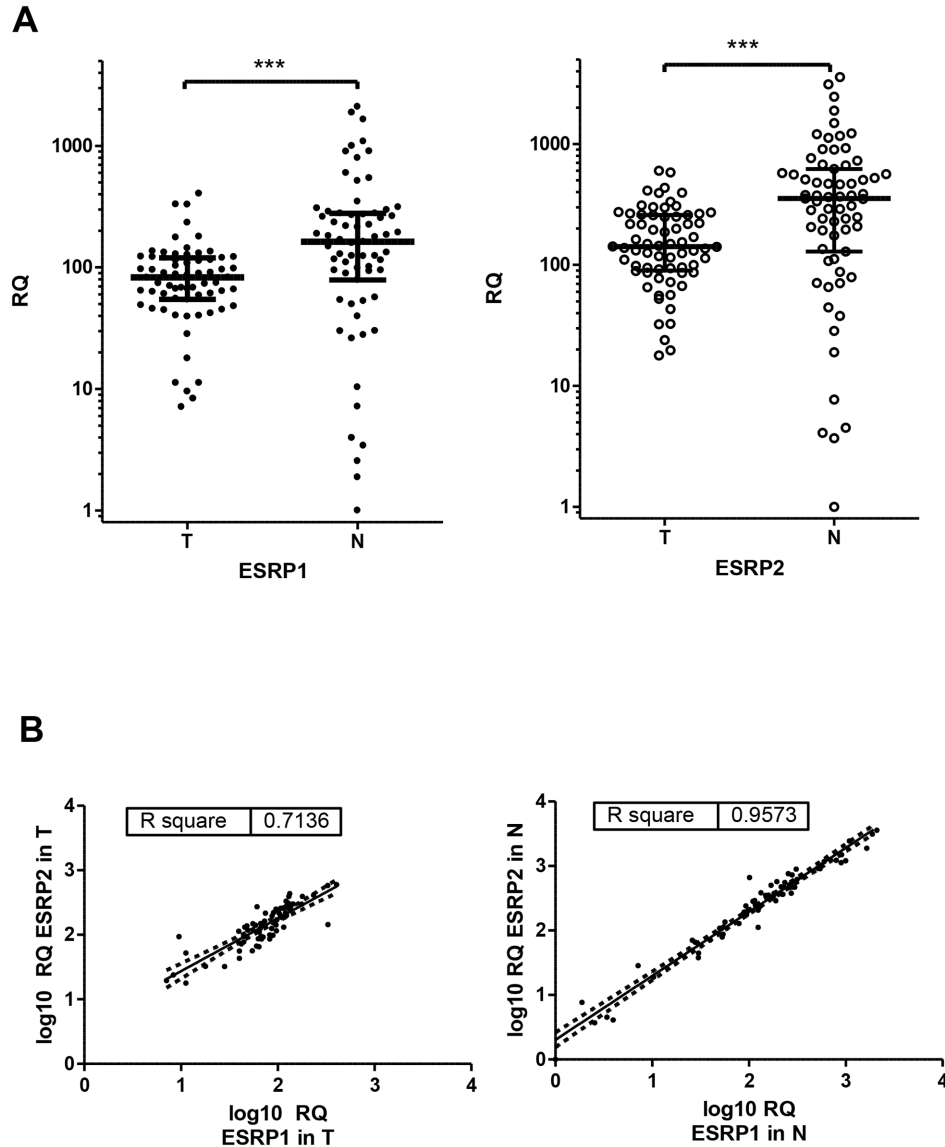 A
***
***
RQ
1000
100
10
1
T
N
ESRP1
RQ
1000
100
10
1
T
N
ESRP2
B
R square 0.7136
log10 RQ ESRP2 in T
4
3
2
1
0
0 1 2 3 4
log10 RQ
ESRP1 in T
R square 0.9573
log10 RQ ESRP2 in N
4
3
2
1
0
0 1 2 3 4
log10 RQ
ESRP1 in N